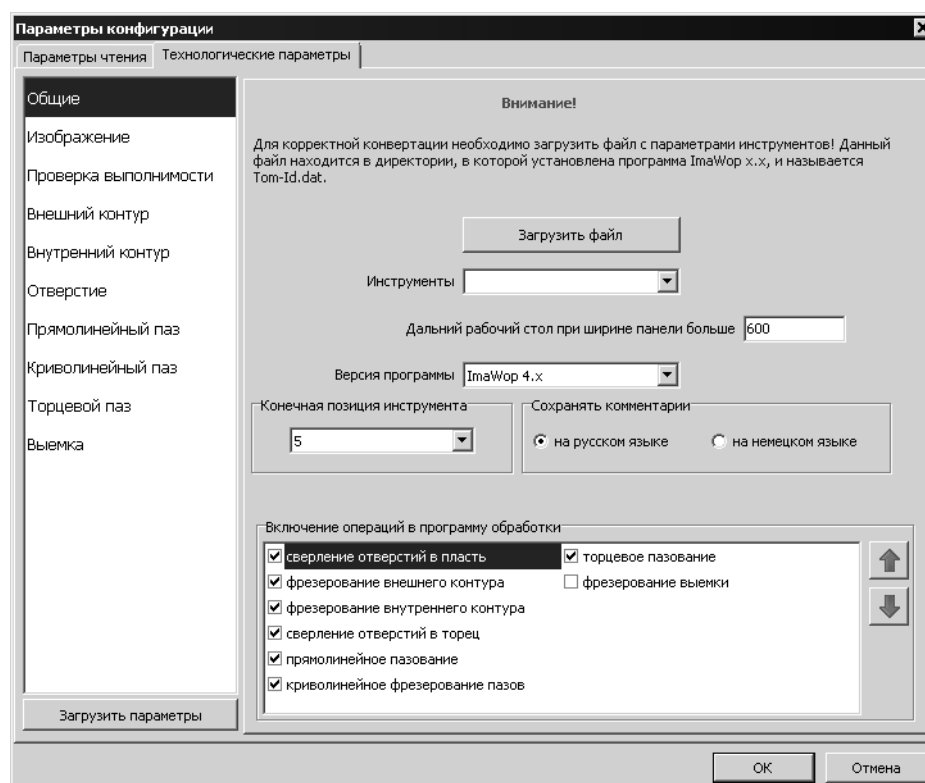 Параметры конфигурации
Параметры чтения
Технологические параметры
Общие
Изображение
Проверка выполнимости
Внешний контур
Внутренний контур
Отверстие
Прямолинейный паз
Криволинейный паз
Торцевой паз
Выемка
Загрузить параметры
Внимание!
Для корректной конвертации необходимо загрузить файл с параметрами инструментов! Данный
файл находится в директории, в которой установлена программа ImaWop x.x, и называется
Tom-Id.dat.
Загрузить файл
Инструменты
Дальний рабочий стол при ширине панели больше 600
Версия программы ImaWop 4.x
Конечная позиция инструмента
5
Сохранять комментарии
на русском языке
на немецком языке
Включение операций в программу обработки
сверление отверстий в пласть
фрезерование внешнего контура
фрезерование внутреннего контура
сверление отверстий в торец
прямолинейное пазование
криволинейное фрезерование пазов
торцевое пазование
фрезерование выемки
OK
Отмена